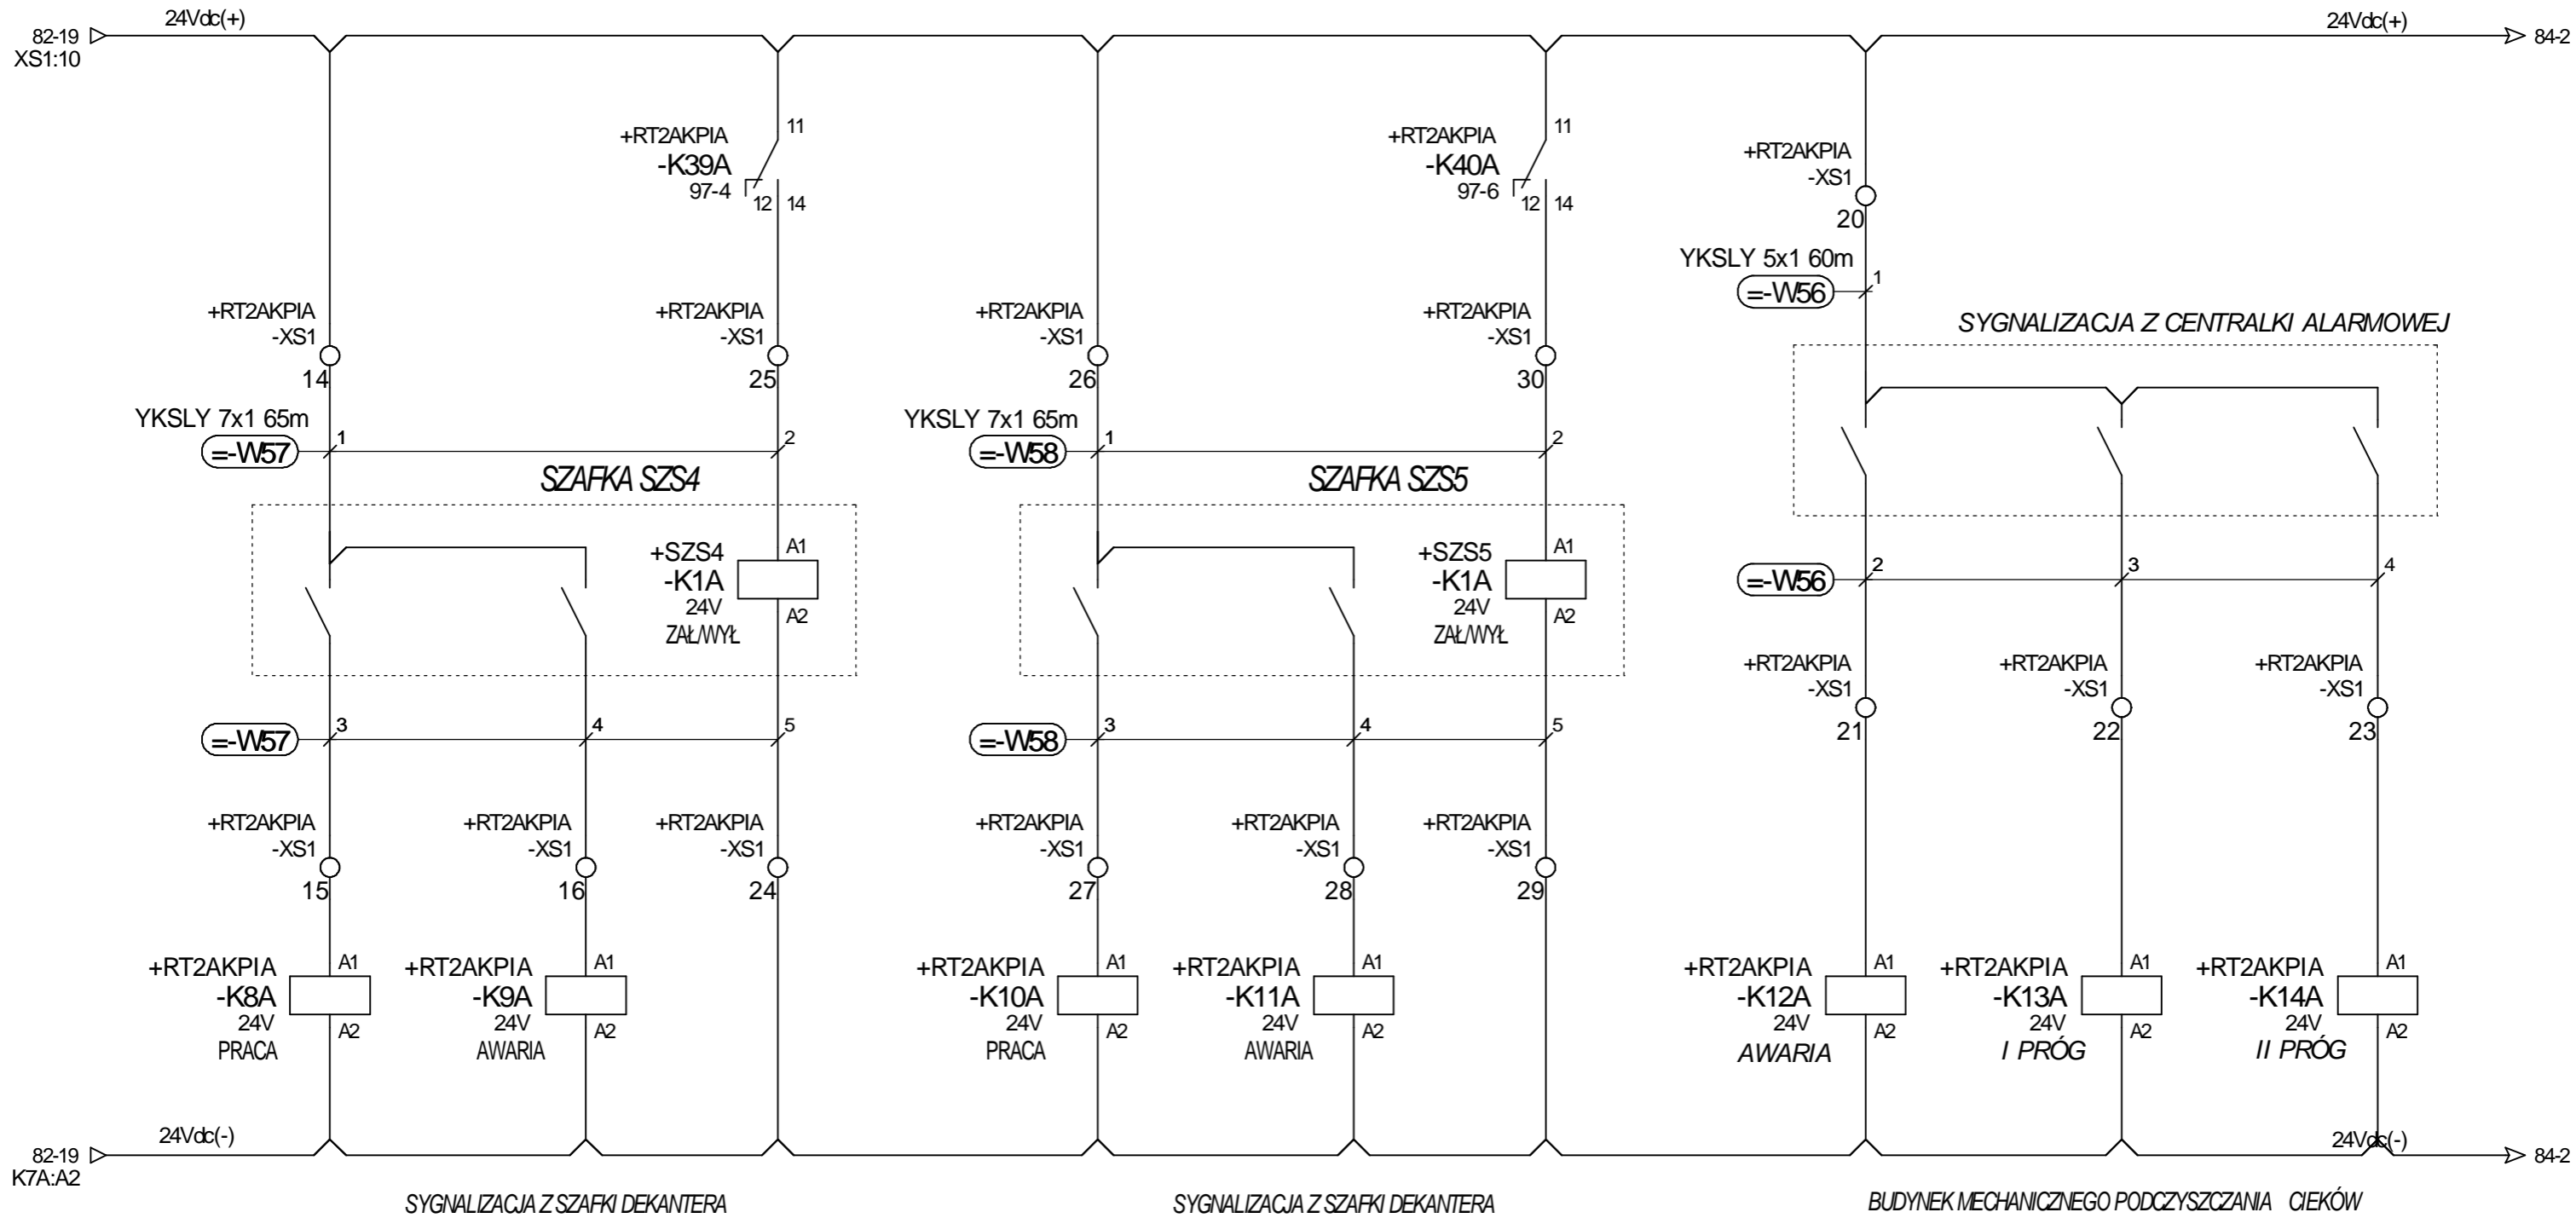 24Vdc(+)
24Vdc(+)
82-19
XS1:10
84-2
+RT2AKPIA
-K39A
97-4
11
12
14
+RT2AKPIA
-K40A
97-6
11
12
14
+RT2AKPIA
-XS1
20
YKSLY 5x1 60m
=-W56
1
SYGNALIZACJA Z CENTRALKI ALARMOWEJ
+RT2AKPIA
-XS1
14
+RT2AKPIA
-XS1
25
+RT2AKPIA
-XS1
26
+RT2AKPIA
-XS1
30
YKSLY 7x1 65m
=-W57
1
2
YKSLY 7x1 65m
=-W58
1
2
SZAFKA SZS4
SZAFKA SZS5
+SZS4
-K1A
24V
ZAŁ/WYŁ
A1
A2
+SZS5
-K1A
24V
ZAŁ/WYŁ
A1
A2
=-W56
2
3
4
+RT2AKPIA
-XS1
21
+RT2AKPIA
-XS1
22
+RT2AKPIA
-XS1
23
=-W57
3
4
5
=-W58
3
4
5
+RT2AKPIA
-XS1
15
+RT2AKPIA
-XS1
16
+RT2AKPIA
-XS1
24
+RT2AKPIA
-XS1
27
+RT2AKPIA
-XS1
28
+RT2AKPIA
-XS1
29
+RT2AKPIA
-K8A
24V
PRACA
A1
A2
+RT2AKPIA
-K9A
24V
AWARIA
A1
A2
+RT2AKPIA
-K10A
24V
PRACA
A1
A2
+RT2AKPIA
-K11A
24V
AWARIA
A1
A2
+RT2AKPIA
-K12A
24V
AWARIA
A1
A2
+RT2AKPIA
-K13A
24V
I PRÓG
A1
A2
+RT2AKPIA
-K14A
24V
II PRÓG
A1
A2
24Vdc(-)
24Vdc(-)
82-19
K7A:A2
84-2
SYGNALIZACJA Z SZAFKI DEKANTERA
SYGNALIZACJA Z SZAFKI DEKANTERA
BUDYNEK MECHANICZNEGO PODCZYSZCZANIA CIEKÓW